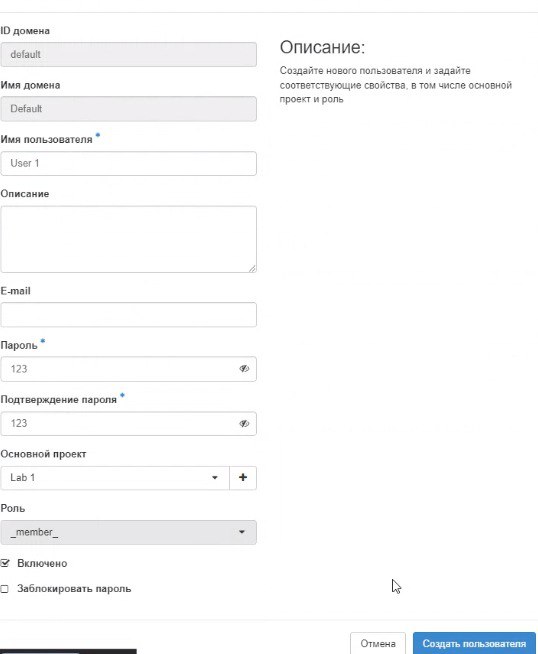 ID домена
default
Имя домена
Default
Имя пользователя *
User 1
Описание
E-mail
Пароль *
123
Подтверждение пароля *
123
Основной проект
Lab 1
Роль
_member_
Включено
Заблокировать пароль
Описание:
Создайте нового пользователя и задайте
соответствующие свойства, в том числе основной
проект и роль
Отмена
Создать пользователя